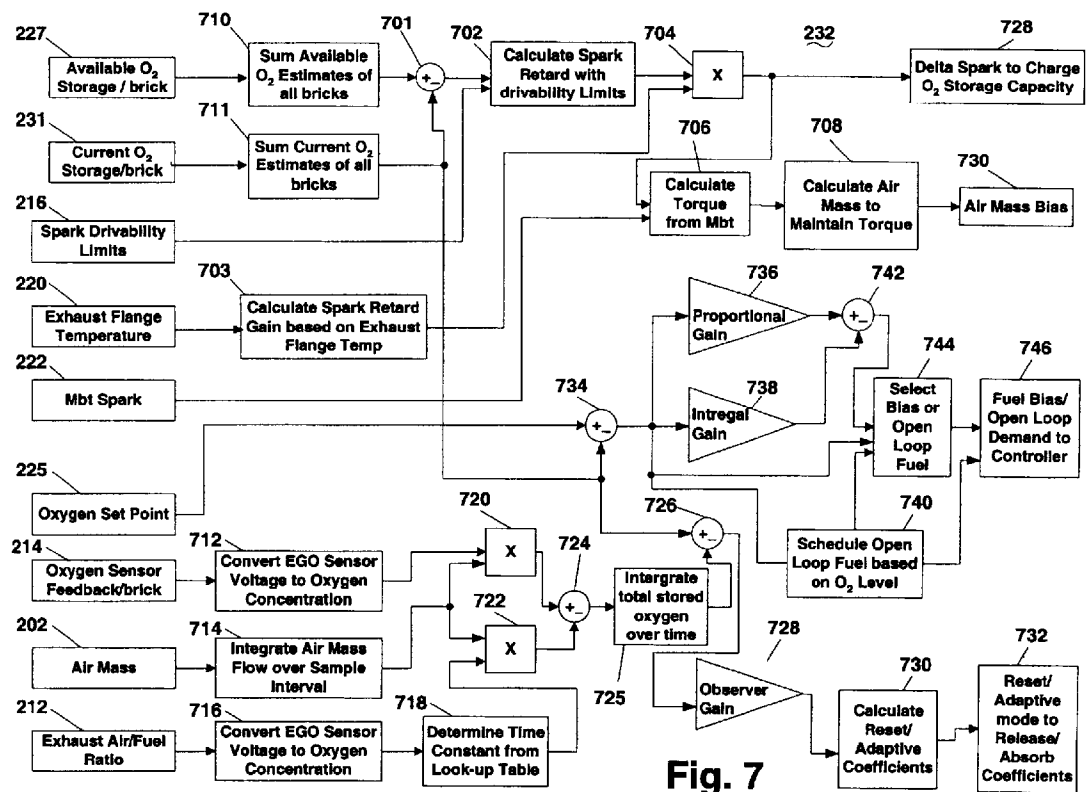 227
Available O2
Storage / brick
710
Sum Available
O2 Estimates of
all bricks
701
+
-
702
Calculate Spark
Retard with
drivability Limits
704
X
232
728
Delta Spark to Charge
O2 Storage Capacity
231
Current O2
Storage/brick
711
Sum Current O2
Estimates of all
bricks
706
Calculate
Torque
from Mbt
708
Calculate Air
Mass to
Maintain Torque
730
Air Mass Bias
216
Spark Drivability
Limits
220
Exhaust Flange
Temperature
703
Calculate Spark Retard
Gain based on Exhaust
Flange Temp
736
Proportional
Gain
742
+
-
222
Mbt Spark
734
+
-
738
Intregal
Gain
744
Select
Bias or
Open
Loop
Fuel
746
Fuel Bias/
Open Loop
Demand to
Controller
225
Oxygen Set Point
740
Schedule Open
Loop Fuel based
on O2 Level
214
Oxygen Sensor
Feedback/brick
712
Convert EGO Sensor
Voltage to Oxygen
Concentration
720
X
724
+
-
726
+
-
Intargrate
total stored
oxygen
over time
725
202
Air Mass
714
Integrate Air Mass
Flow over Sample
Interval
722
X
728
Observer
Gain
730
Calculate
Reset/
Adaptive
Coefficients
732
Reset/
Adaptive
mode to
Release/
Absorb
Coefficients
212
Exhaust Air/Fuel
Ratio
716
Convert EGO Sensor
Voltage to Oxygen
Concentration
718
Determine Time
Constant from
Look-up Table
Fig. 7